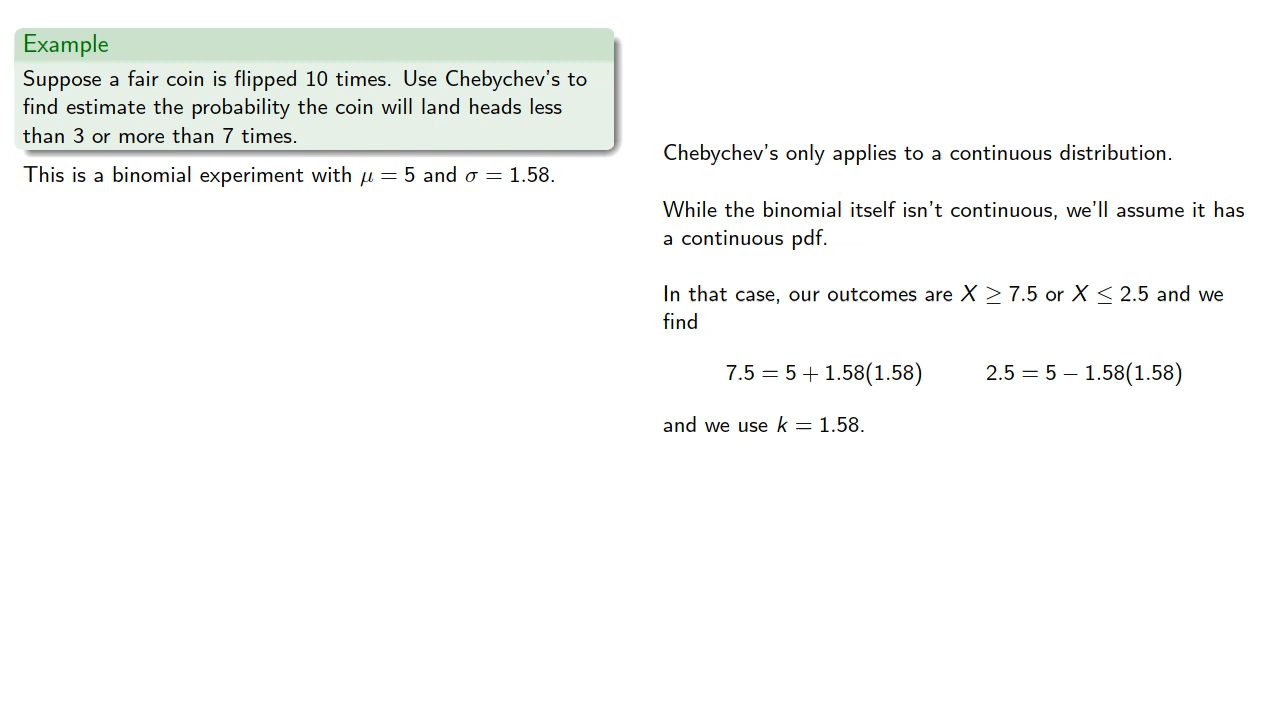 Example
Suppose a fair coin is flipped 10 times. Use Chebychev's to
find estimate the probability the coin will land heads less
than 3 or more than 7 times.
This is a binomial experiment with μ = 5 and σ = 1.58.
Chebychev's only applies to a continuous distribution.
While the binomial itself isn't continuous, we'll assume it has
a continuous pdf.
In that case, our outcomes are X ≥ 7.5 or X ≤ 2.5 and we
find
7.5 = 5 + 1.58(1.58) 2.5 = 5 − 1.58(1.58)
and we use k = 1.58.